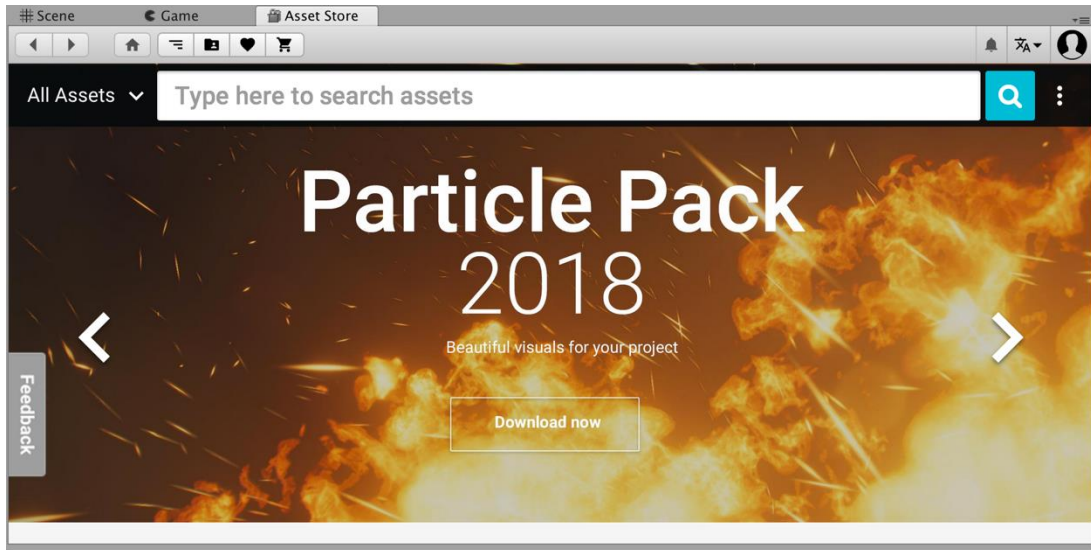 Scene
Game
Asset Store
All Assets
Type here to search assets
Particle Pack
2018
Beautiful visuals for your project
Feedback
Download now